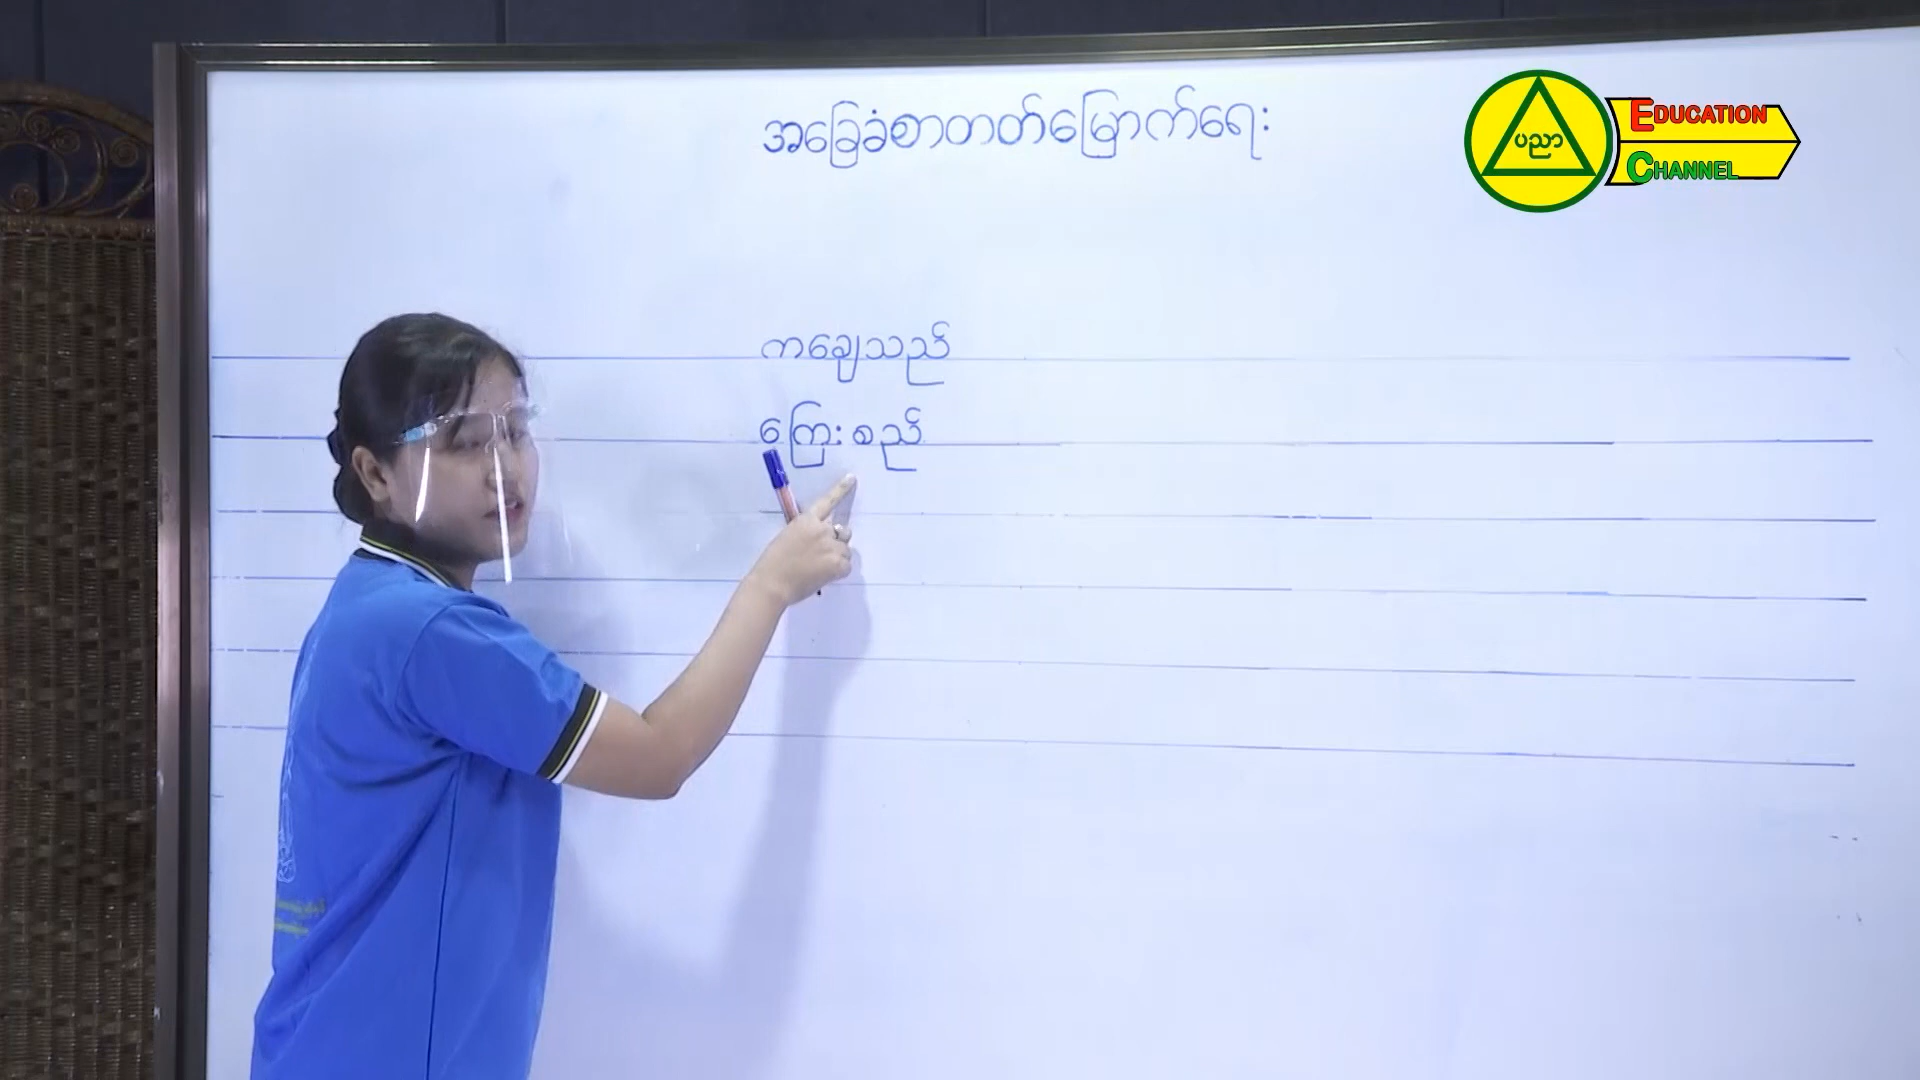 အခြေခံစာတတ်မြောက်ရေး
ကချေသည်
ကြေးစည်
ပညာ
EDUCATION
CHANNEL